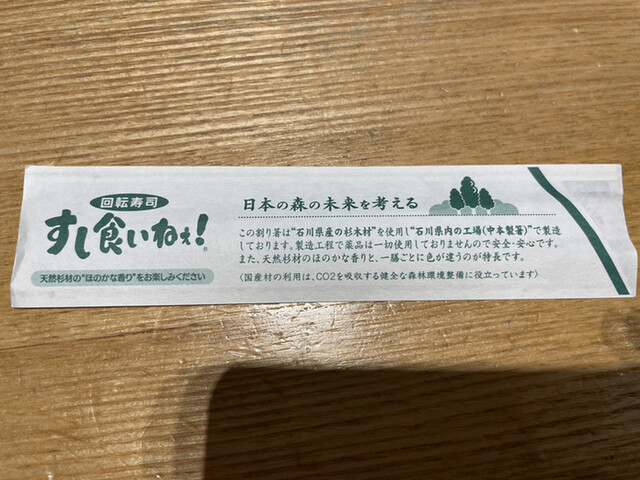 回転寿司
すし食いねぇ!
天然杉材の"ほのかな香り"をお楽しみください
日本の森の未来を考える
この割り箸は"石川県産の杉木材"を使用し"石川県内の工場(中本製箸)"で製造
しております。製造工程で薬品は一切使用しておりませんので安全・安心です。
また、天然杉材のほのかな香りと、一膳ごとに色が違うのが特長です。
〈国産材の利用は、CO2を吸収する健全な森林環境整備に役立っています〉